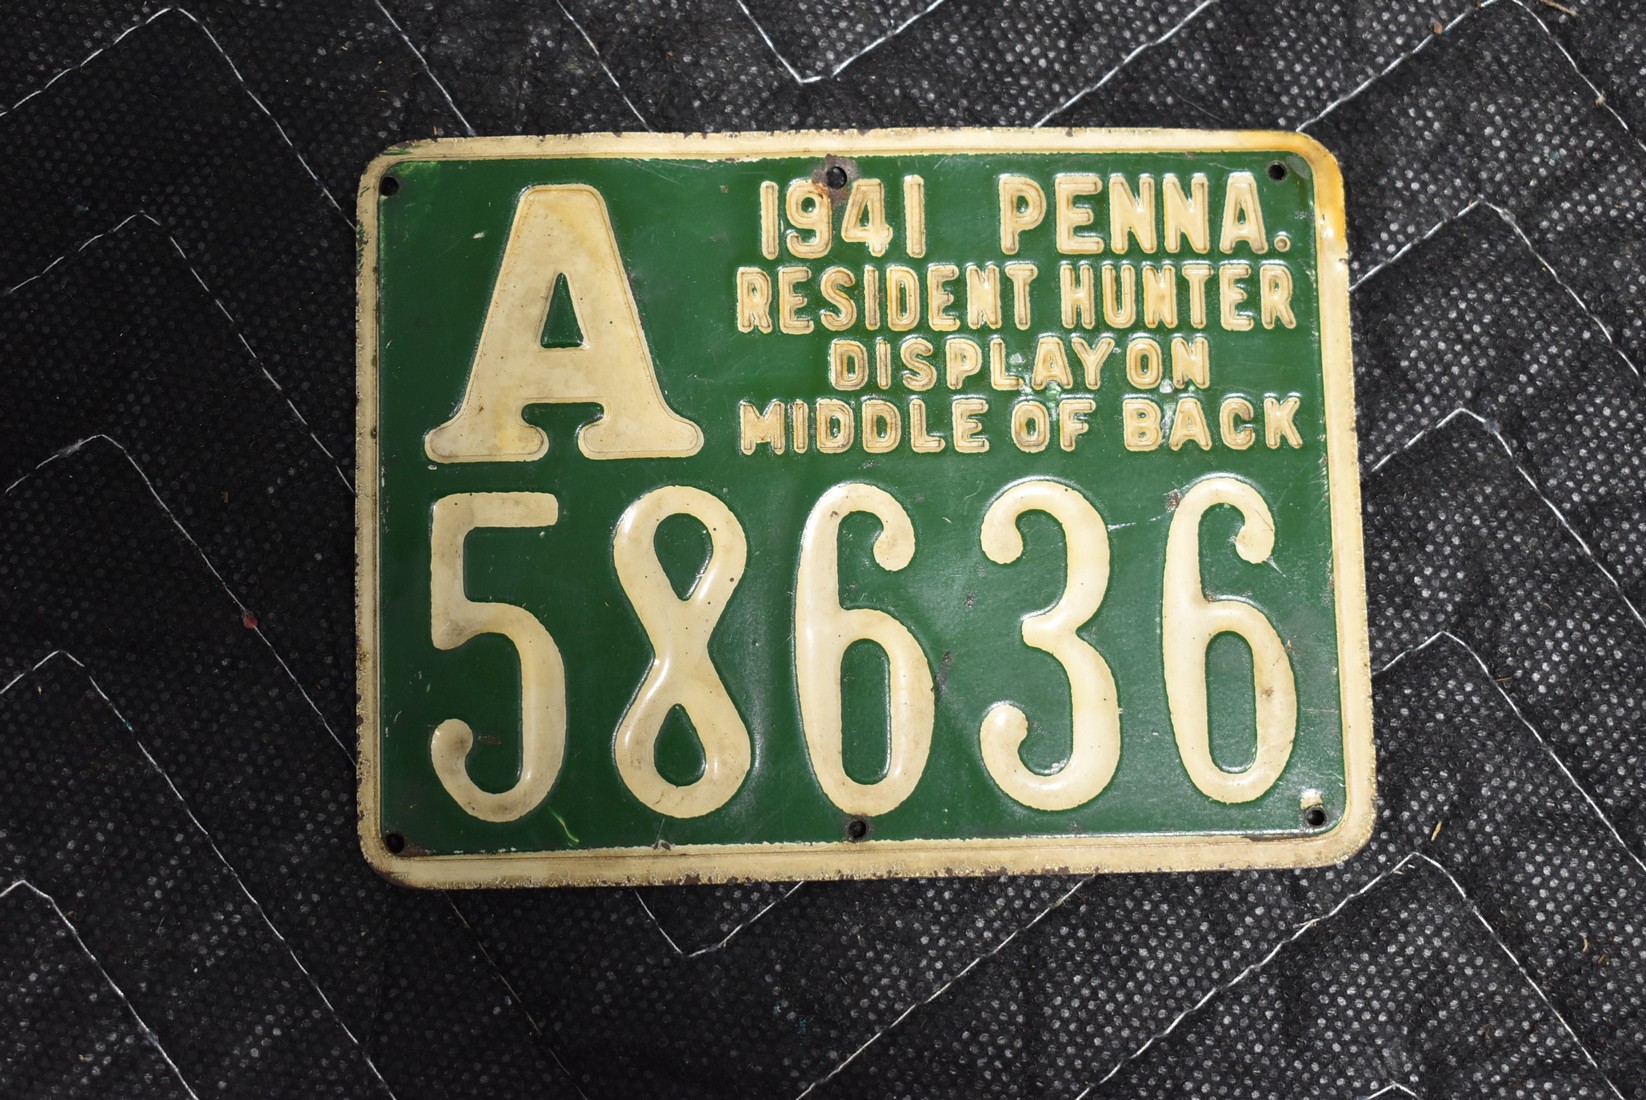 A
1941 PENNA.
RESIDENT HUNTER
DISPLAY ON
MIDDLE OF BACK
58636